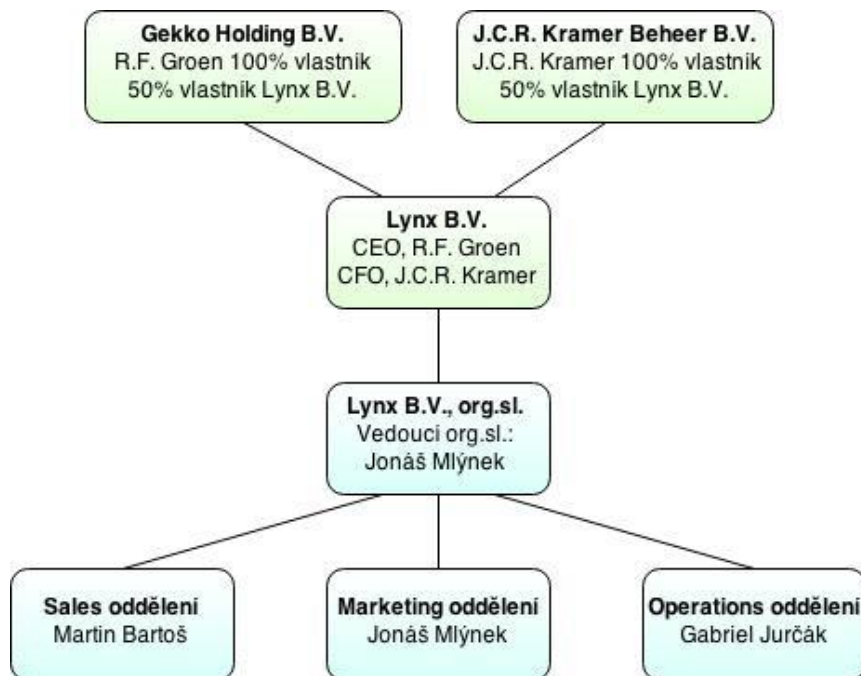 Gekko Holding B.V.
R.F. Groen 100% vlastník
50% vlastník Lynx B.V.
J.C.R. Kramer Beheer B.V.
J.C.R. Kramer 100% vlastník
50% vlastník Lynx B.V.
Lynx B.V.
CEO, R.F. Groen
CFO, J.C.R. Kramer
Lynx B.V., org.sl.
Vedoucí org.sl.:
Jonáš Mlýnek
Sales oddělení
Martin Bartoš
Marketing oddělení
Jonáš Mlýnek
Operations oddělení
Gabriel Jurčák